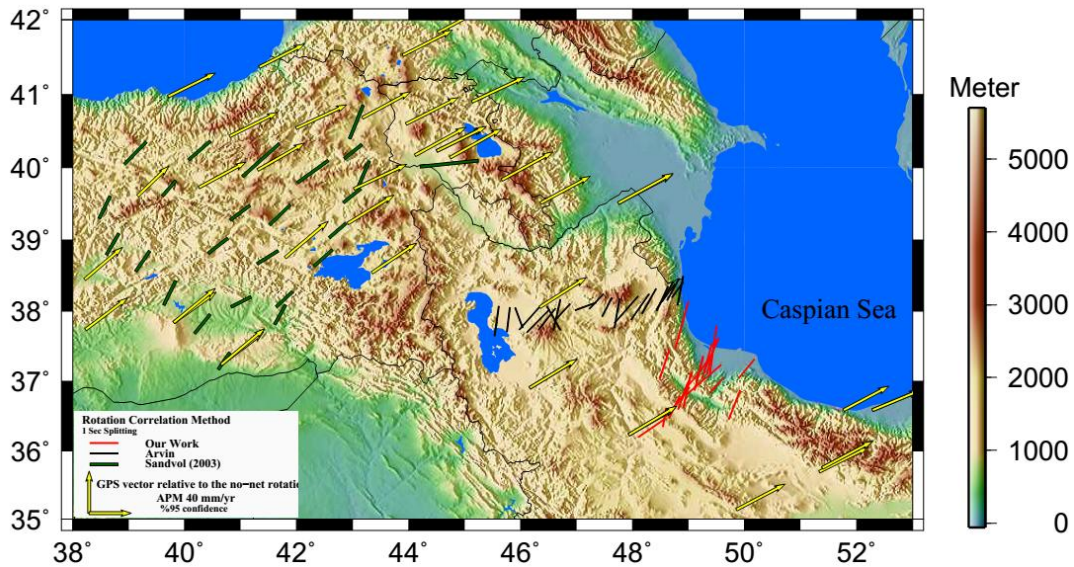 42°
41°
40°
39°
38°
37°
36°
35°
38° 40° 42° 44° 46° 48° 50° 52°
Caspian Sea
Rotation Correlation Method
1 Sec Splitting
Our Work
Arvin
Sandvol (2003)
GPS vector relative to the no-net rotatio
APM 40 mm/yr
%95 confidence
Meter
5000
4000
3000
2000
1000
0